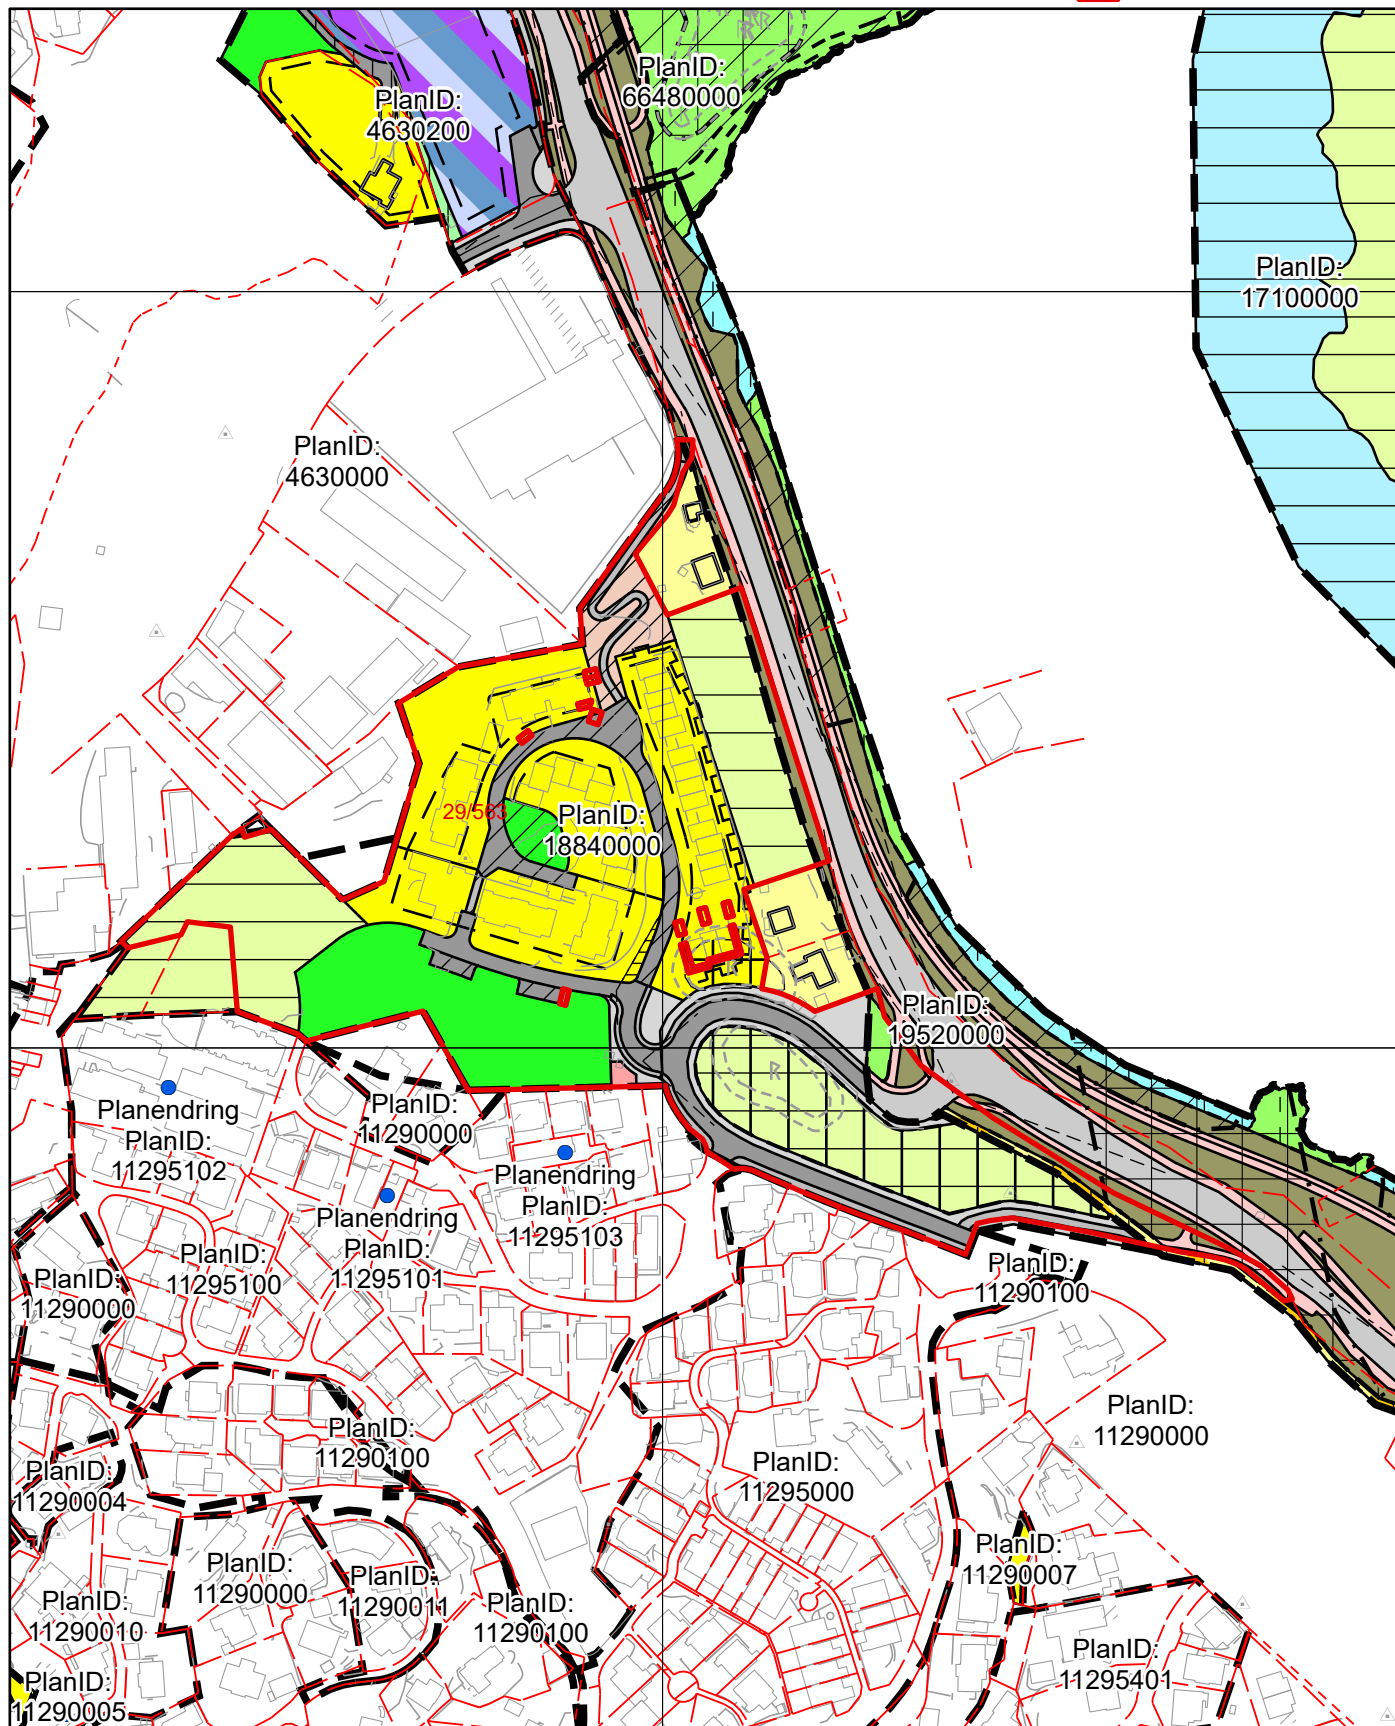 PlanID:
66480000
PlanID:
4630200
PlanID:
17100000
PlanID:
4630000
29/563
PlanID:
18840000
PlanID:
19520000
R
R
Planendring
PlanID:
11295102
PlanID:
11290000
Planendring
PlanID:
11295103
Planendring
PlanID:
11295101
PlanID:
11295100
PlanID:
11290000
PlanID:
11290100
PlanID:
11290000
PlanID:
11290100
PlanID:
11295000
PlanID:
11290004
PlanID:
11290007
PlanID:
11290000
PlanID:
11290011
PlanID:
11290010
PlanID:
11290100
PlanID:
11295401
PlanID:
11290005